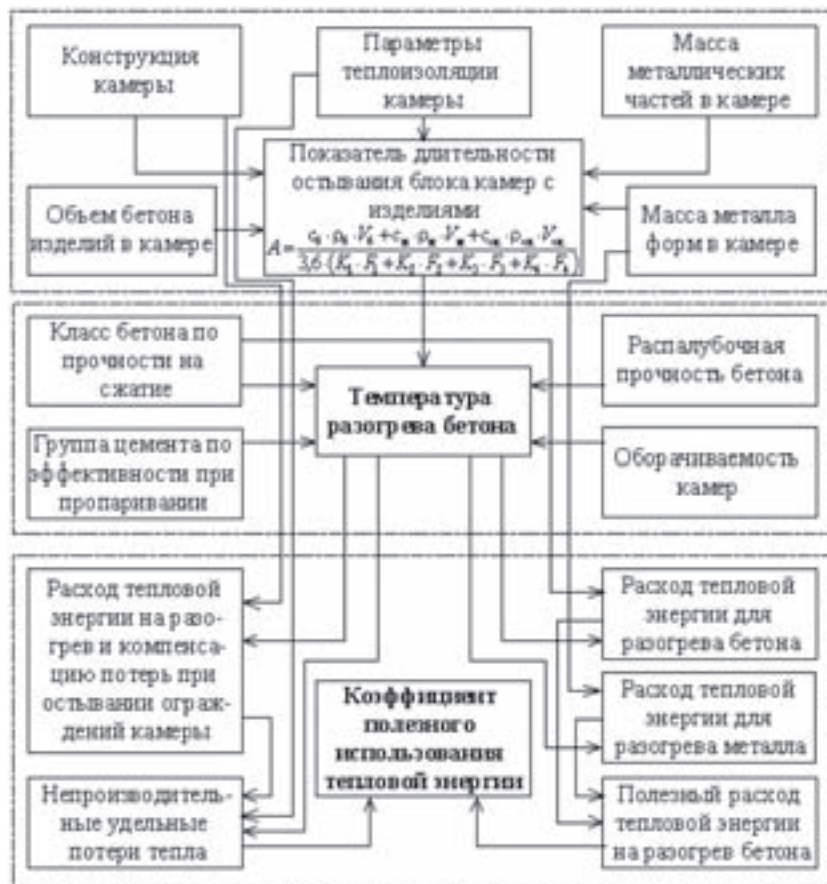 Конструкция
камеры
Параметры
теплоизоляции
камеры
Масса
металлических
частей в камере
Показатель длительности
остывания блока камер с
изделиями
Объем бетона
изделий в камере
Масса металла
форм в камере
Класс бетона по
прочности на
сжатие
Распалубочная
прочность бетона
Температура
разогрева бетона
Группа цемента по
эффективности при
пропаривании
Оборачиваемость
камер
Расход тепловой
энергии на разо-
грев и компенса-
цию потерь при
остывании ограж-
дений камеры
Расход тепловой
энергии для
разогрева бетона
Коэффициент
полезного
использования
тепловой энергии
Расход тепловой
энергии для
разогрева металла
Непроизводитель-
ные удельные
потери тепла
Полезный расход
тепловой энергии
на разогрев бетона